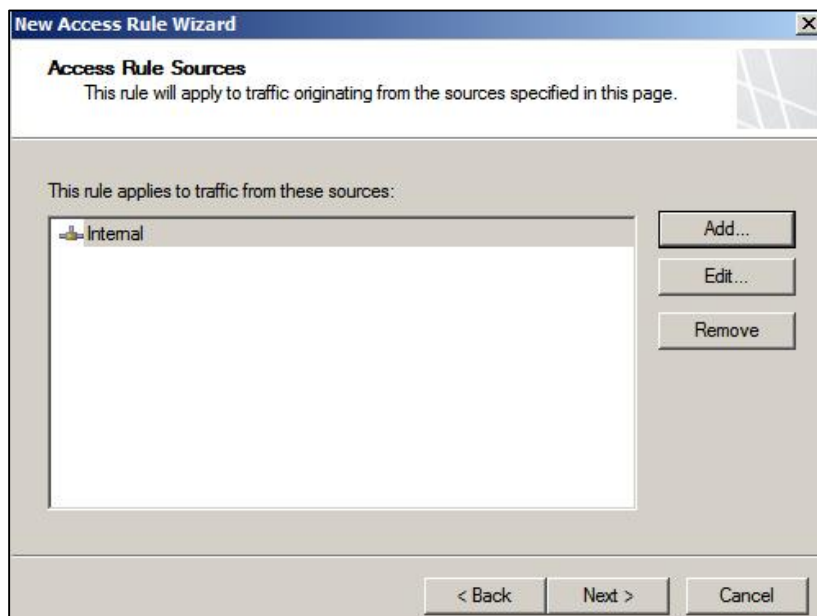 New Access Rule Wizard
Access Rule Sources
This rule will apply to traffic originating from the sources specified in this page.
This rule applies to traffic from these sources:
Internal
Add...
Edit...
Remove
< Back
Next >
Cancel